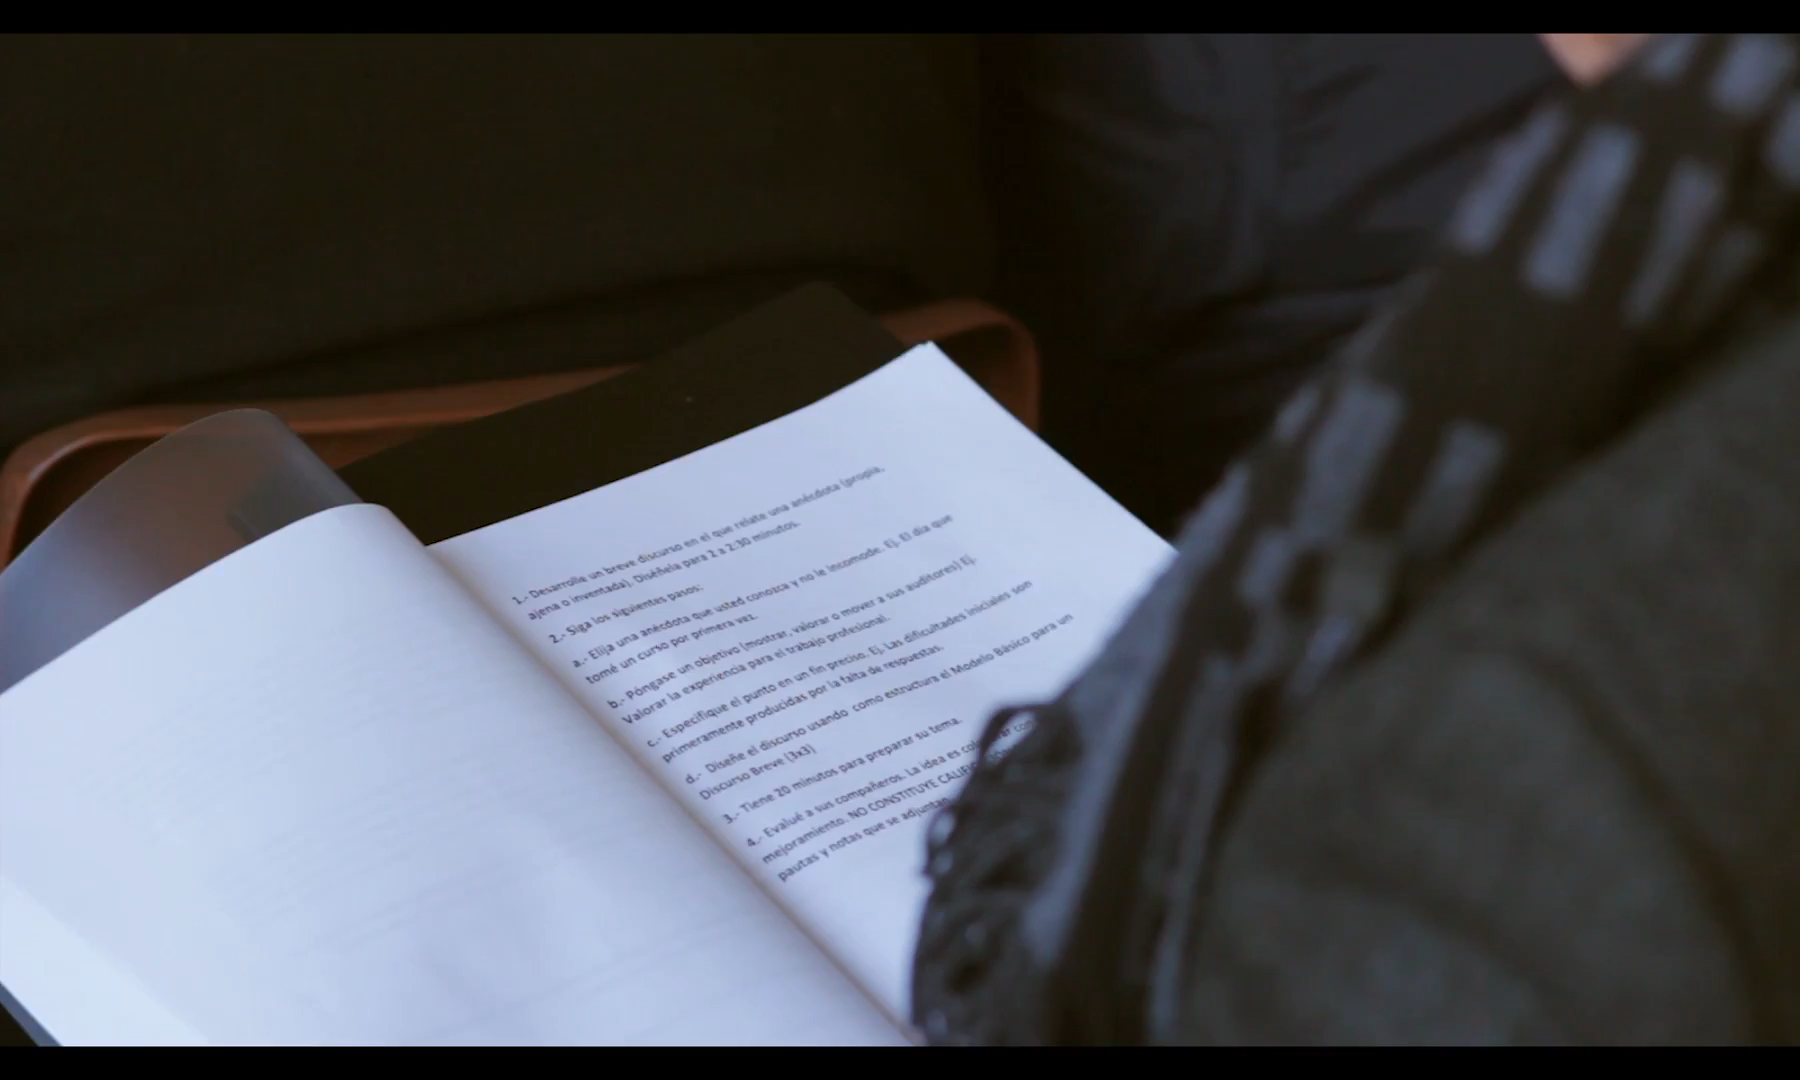 1.- Desarrolle un breve discurso en el que relate una anécdota (propia,
ajena o inventada). Diséñela para 2 a 2:30 minutos.
2.- Siga los siguientes pasos:
a.- Elija una anécdota que usted conozca y no le incomode. Ej. El día que
tomé un curso por primera vez.
b.- Póngase un objetivo (mostrar, valorar o mover a sus auditores) Ej.
Valorar la experiencia para el trabajo profesional.
c.- Especifique el punto en un fin preciso. Ej. Las dificultades iniciales son
primeramente producidas por la falta de respuestas.
d.- Diseñe el discurso usando como estructura el Modelo Básico para un
Discurso Breve (3x3)
3.- Tiene 20 minutos para preparar su tema.
4.- Evalué a sus compañeros. La idea es
mejoramiento. NO CONSTITUYE
pautas y notas que se adjuntan